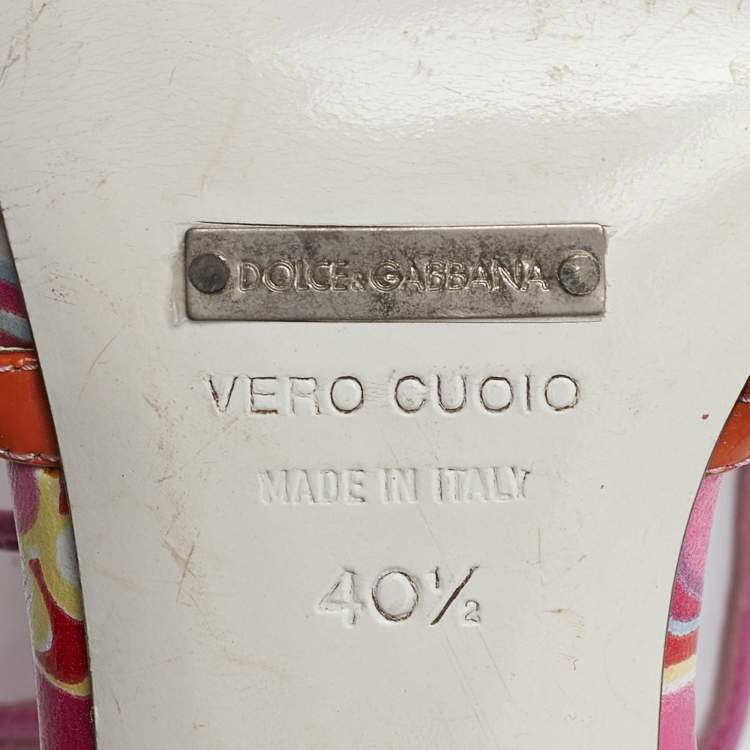 DOLCE&GABBANA
VERO CUOIO
MADE IN ITALY
40½